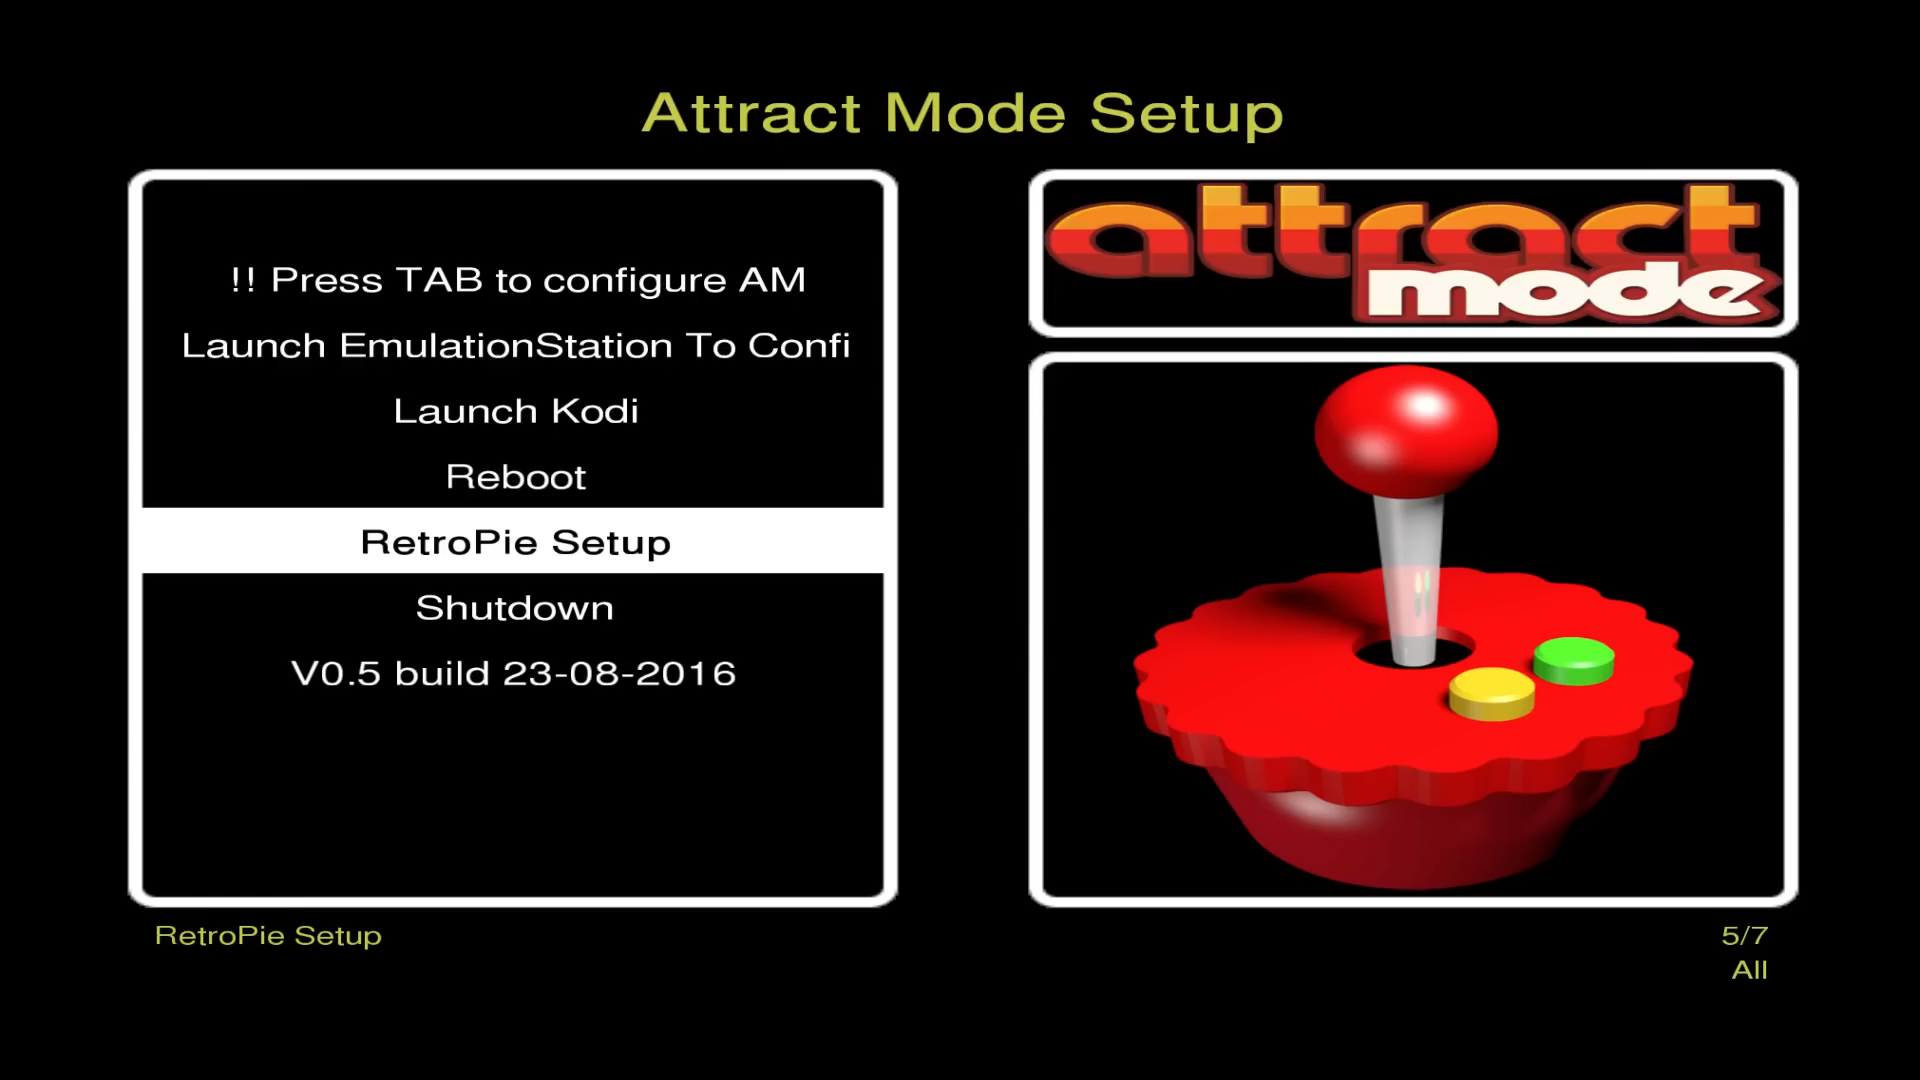 Attract Mode Setup
attract
mode
!! Press TAB to configure AM
Launch EmulationStation To Confi
Launch Kodi
Reboot
RetroPie Setup
Shutdown
V0.5 build 23-08-2016
RetroPie Setup
5/7
All